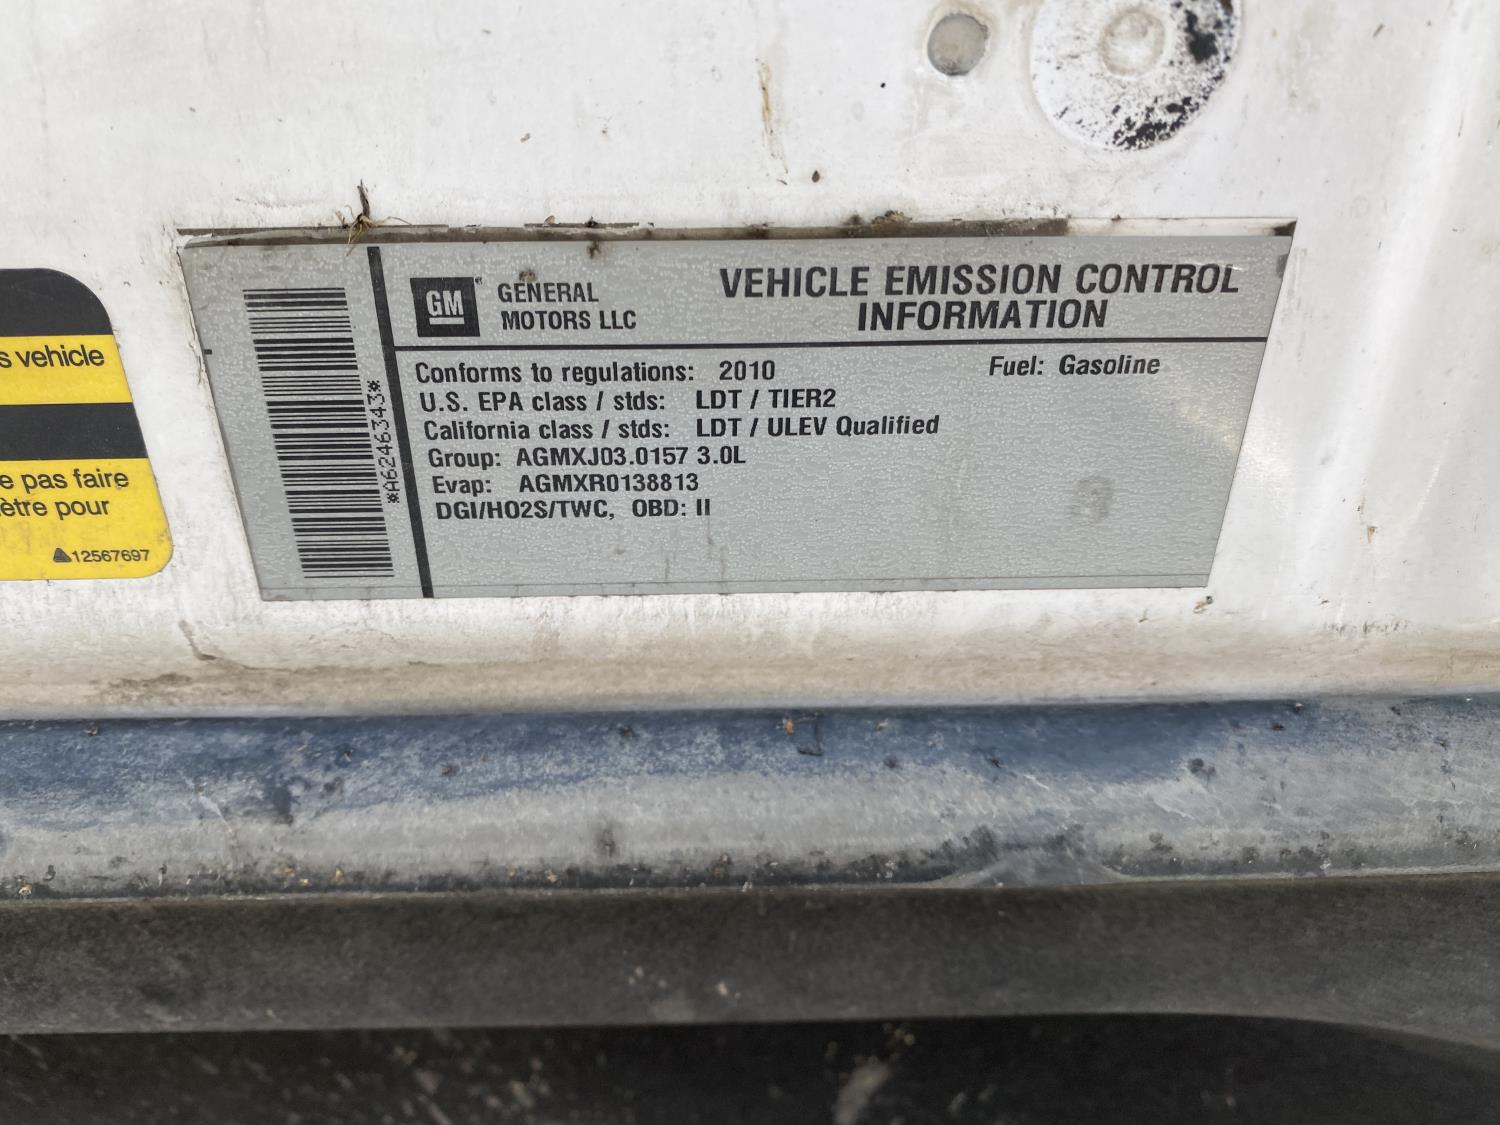 s vehicle
e pas faire
ètre pour
12567697
*A6246343*
GM
GENERAL
MOTORS LLC
VEHICLE EMISSION CONTROL
INFORMATION
Conforms to regulations: 2010
Fuel: Gasoline
U.S. EPA class / stds: LDT / TIER2
California class / stds: LDT / ULEV Qualified
Group: AGMXJ03.0157 3.0L
Evap: AGMXR0138813
DGI/HO2S/TWC, OBD: II